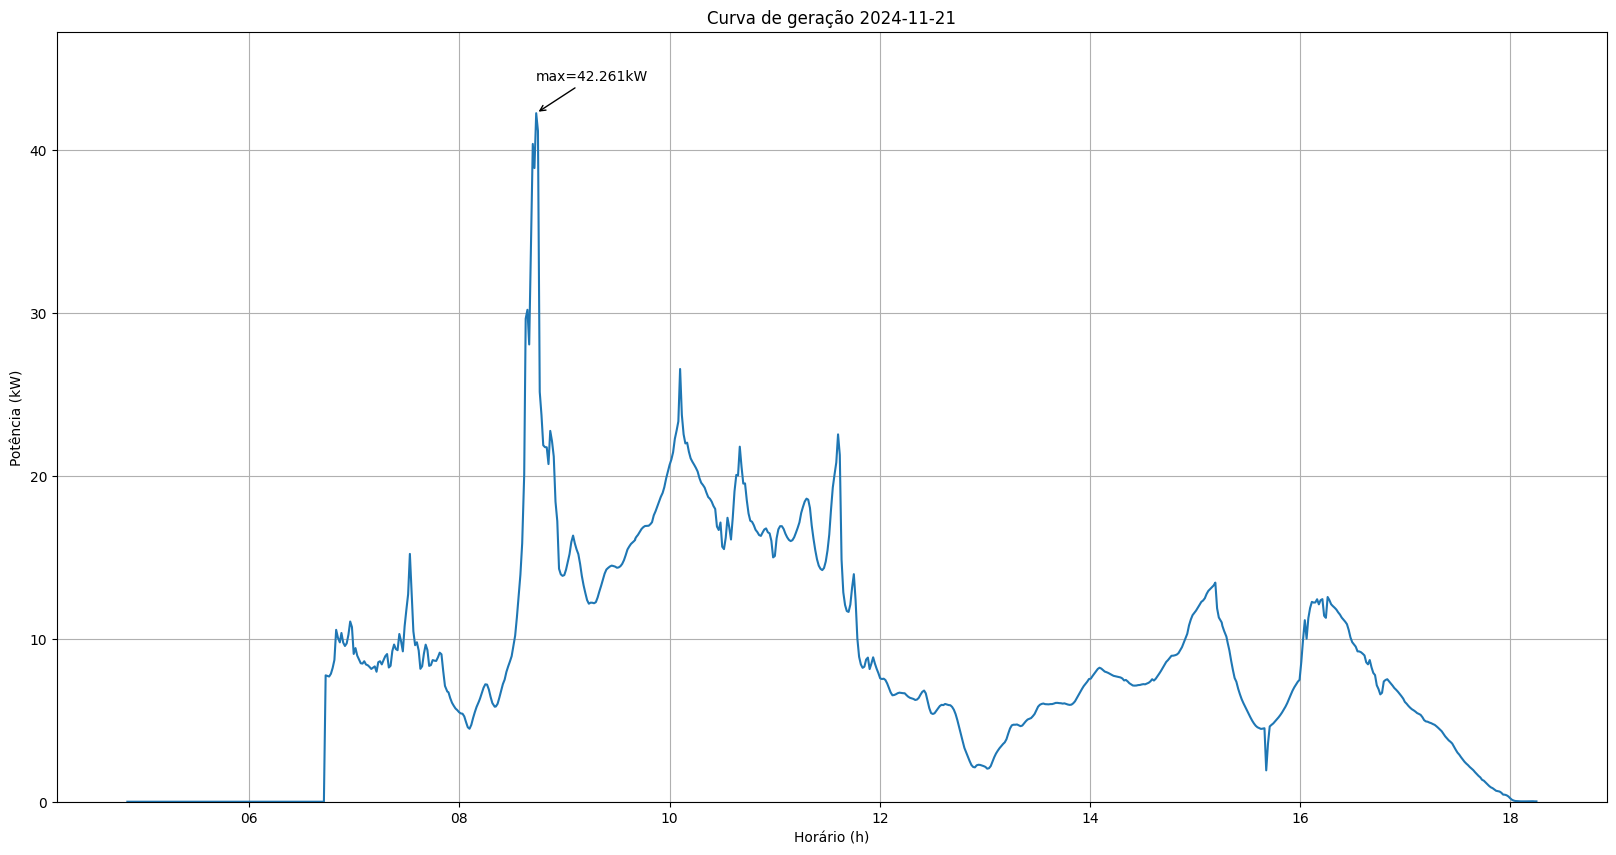 Curva de geração 2024-11-21
max=42.261kW
Potência (kW)
40
30
20
10
0
06 08 10 12 14 16 18
Horário (h)